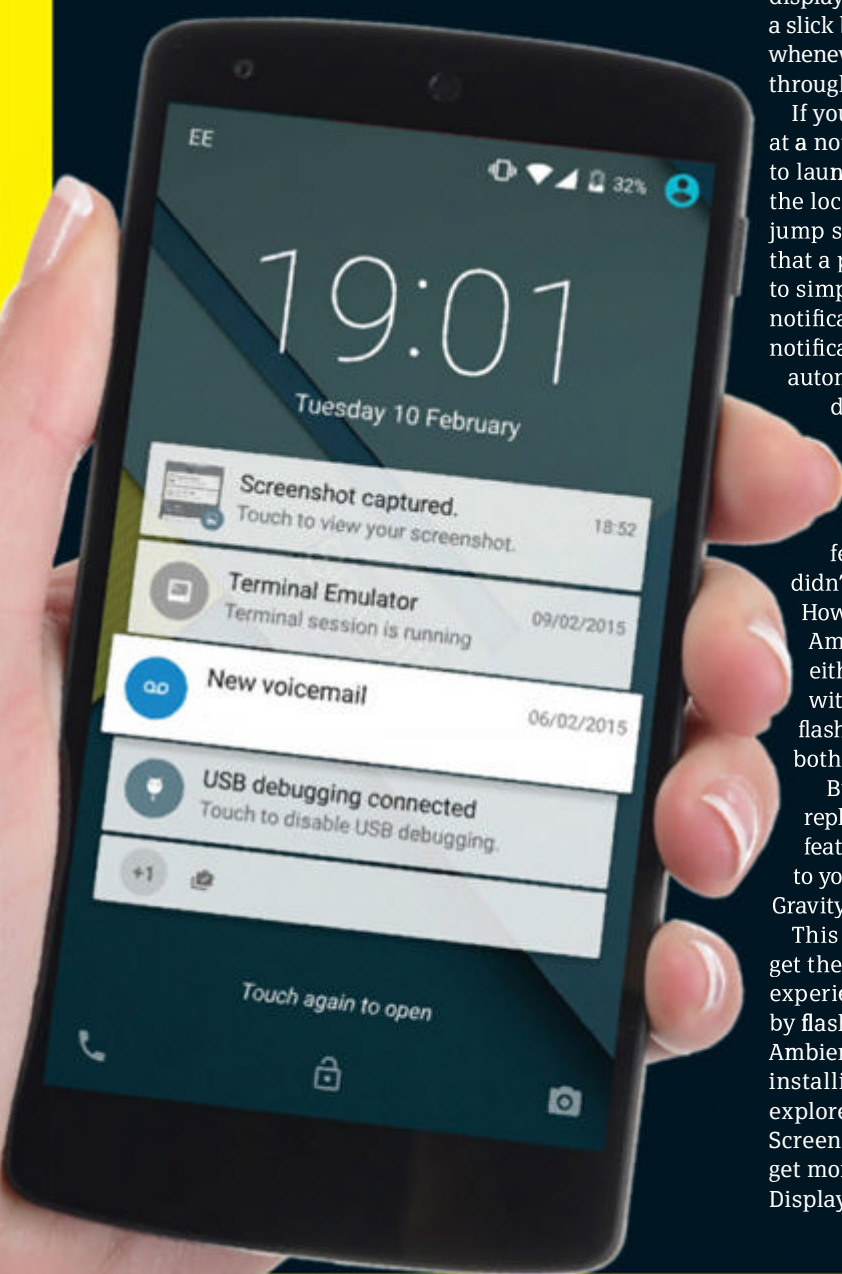 EE
32%
19:01
Tuesday 10 February
Screenshot captured.
18:52
Touch to view your screenshot.
Terminal Emulator
09/02/2015
Terminal session is running
New voicemail
06/02/2015
USB debugging connected
Touch to disable USB debugging.
+1
Touch again to open
a slick
whenev
through
If you
at a no
to laun
the loc
jump s
that a p
to simp
notifica
notifica
auton
d
fe
didn't
How
Am
eith
wit
flash
both
B
repl
feat
to yo
Gravity
This
get the
experie
by flash
Ambier
installi
explore
Screen
get mo
Display